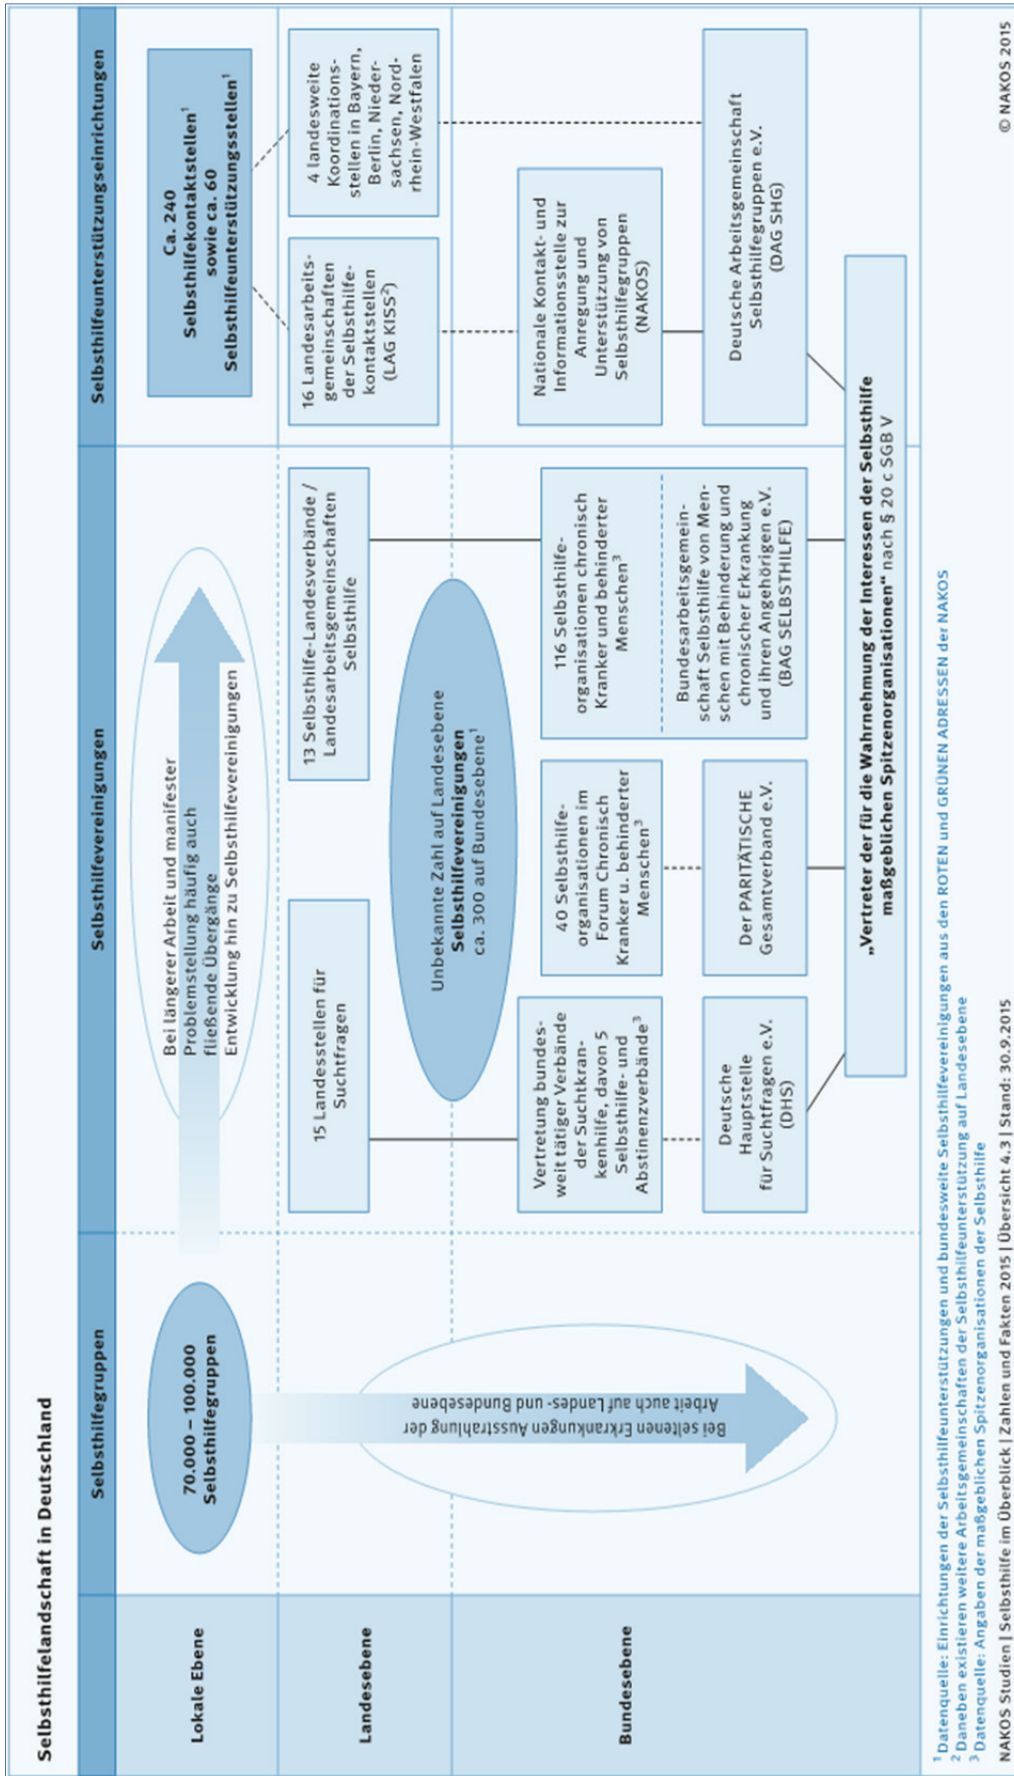 Selbsthilfelandschaft in Deutschland
Selbsthilfegruppen
Selbsthilfevereinigungen
Selbsthilfeunterstützungseinrichtungen
Lokale Ebene
70.000 – 100.000
Selbsthilfegruppen
Bei längerer Arbeit und manifester
Problemstellung häufig auch
fließende Übergänge
Entwicklung hin zu Selbsthilfevereinigungen
Ca. 240
Selbsthilfekontaktstellen¹
sowie ca. 60
Selbsthilfeunterstützungsstellen¹
Landesebene
15 Landesstellen für
Suchtfragen
13 Selbsthilfe-Landesverbände /
Landesarbeitsgemeinschaften
Selbsthilfe
16 Landesarbeits-
gemeinschaften
der Selbsthilfe-
kontaktstellen
(LAG KISS²)
4 landesweite
Koordinations-
stellen in Bayern,
Berlin, Nieder-
sachsen, Nord-
rhein-Westfalen
Unbekannte Zahl auf Landesebene
Selbsthilfevereinigungen
ca. 300 auf Bundesebene¹
Bundesebene
Bei seltenen Erkrankungen Ausstrahlung der
Arbeit auch auf Landes- und Bundesebene
Vertretung bundes-
weit tätiger Verbände
der Suchtkran-
kenhilfe, davon 5
Selbsthilfe- und
Abstinenzverbände³
40 Selbsthilfe-
organisationen im
Forum Chronisch
Kranker u. behinderter
Menschen³
116 Selbsthilfe-
organisationen chronisch
Kranker und behinderter
Menschen³
Nationale Kontakt- und
Informationsstelle zur
Anregung und
Unterstützung von
Selbsthilfegruppen
(NAKOS)
Deutsche
Hauptstelle
für Suchtfragen e.V.
(DHS)
Der PARITÄTISCHE
Gesamtverband e.V.
Bundesarbeitsgemein-
schaft Selbsthilfe von Men-
schen mit Behinderung und
chronischer Erkrankung
und ihren Angehörigen e.V.
(BAG SELBSTHILFE)
Deutsche Arbeitsgemeinschaft
Selbsthilfegruppen e.V.
(DAG SHG)
„Vertreter der für die Wahrnehmung der Interessen der Selbsthilfe
maßgeblichen Spitzenorganisationen“ nach § 20 c SGB V
¹ Datenquelle: Einrichtungen der Selbsthilfeunterstützungen und bundesweite Selbsthilfevereinigungen aus den ROTEN und GRÜNEN ADRESSEN der NAKOS
² Daneben existieren weitere Arbeitsgemeinschaften der Selbsthilfeunterstützung auf Landesebene
³ Datenquelle: Angaben der maßgeblichen Spitzenorganisationen der Selbsthilfe
NAKOS Studien | Selbsthilfe im Überblick | Zahlen und Fakten 2015 | Übersicht 4.3 | Stand: 30.9.2015
© NAKOS 2015